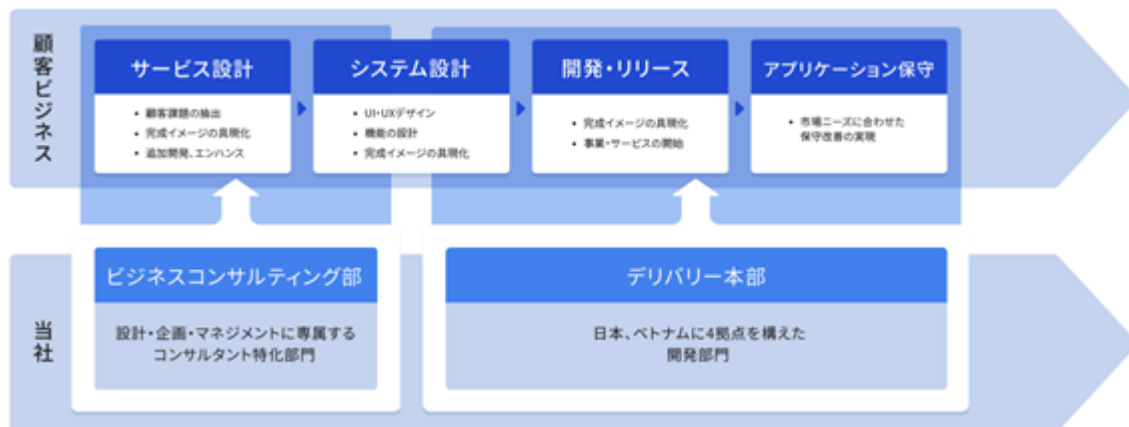 顧客ビジネス
サービス設計
• 顧客課題の抽出
• 完成イメージの具現化
• 追加開発、エンハンス
システム設計
• UI・UXデザイン
• 機能の設計
• 完成イメージの具現化
開発・リリース
• 完成イメージの具現化
• 事業・サービスの開始
アプリケーション保守
• 市場ニーズに合わせた
保守改善の実現
当社
ビジネスコンサルティング部
設計・企画・マネジメントに専属する
コンサルタント特化部門
デリバリー本部
日本、ベトナムに4拠点を構えた
開発部門